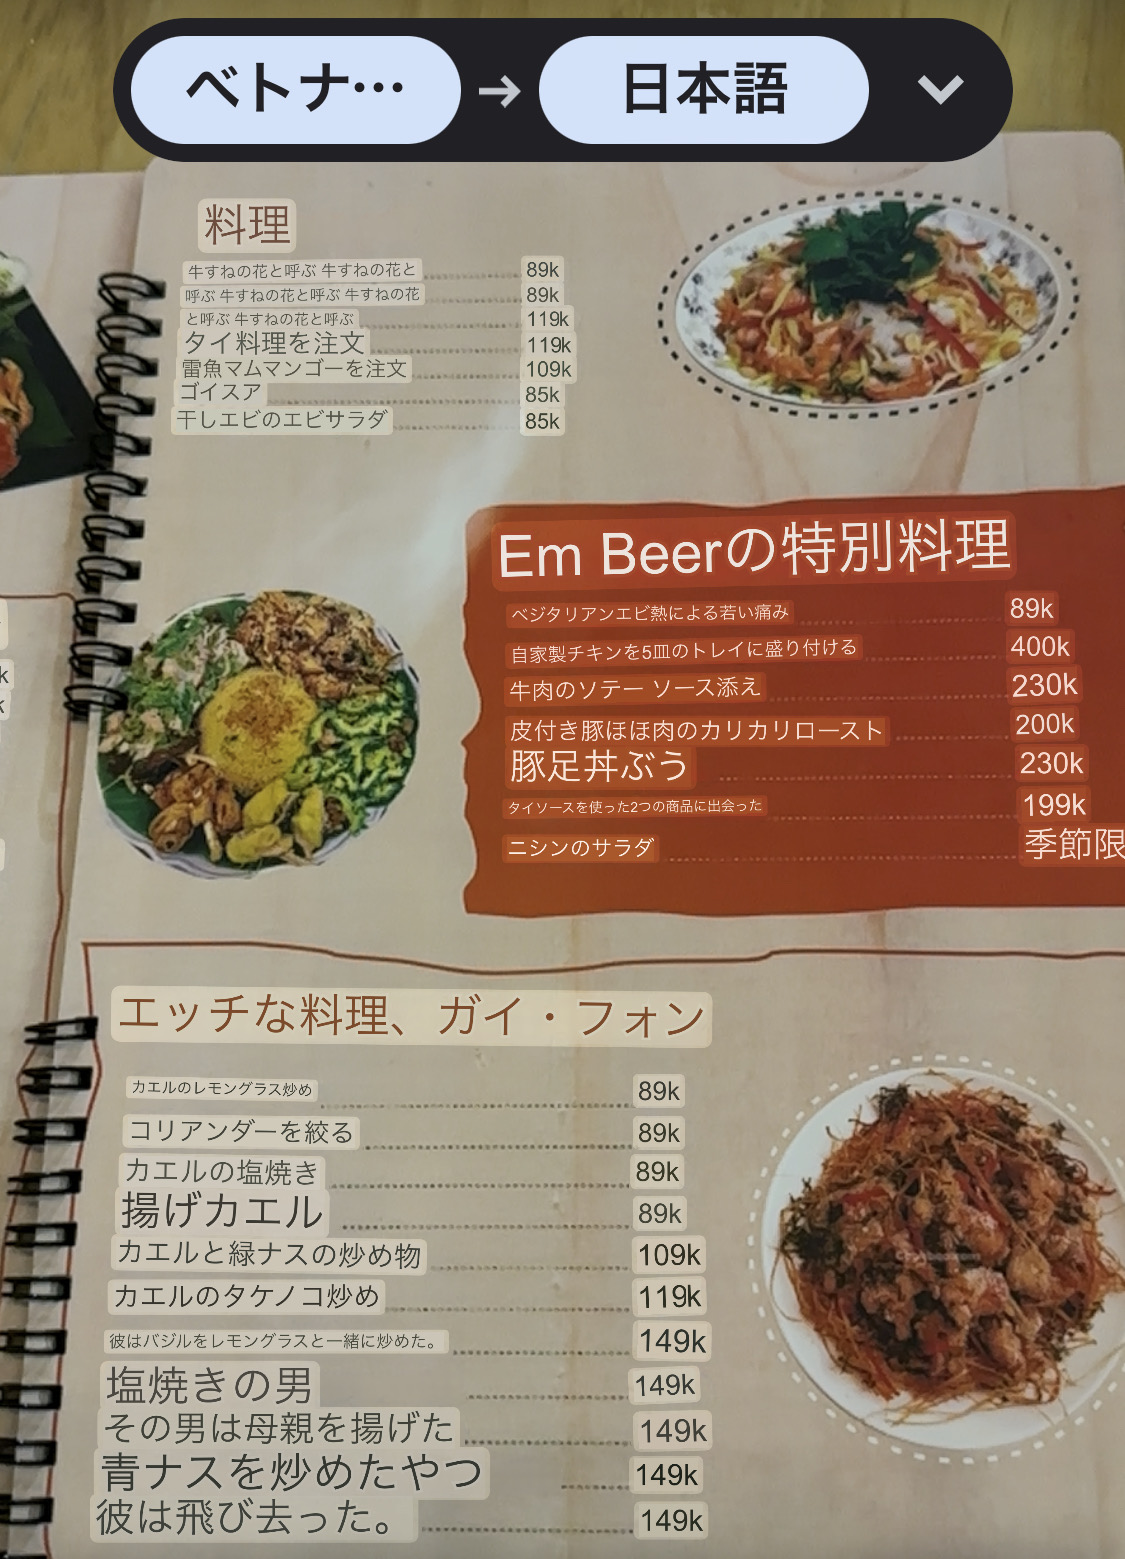 ベトナ… → 日本語
料理
牛すねの花と呼ぶ 牛すねの花と 89k
呼ぶ 牛すねの花と呼ぶ 牛すねの花 89k
と呼ぶ 牛すねの花と呼ぶ 119k
タイ料理を注文 119k
雷魚マムマンゴーを注文 109k
ゴイスア 85k
干しエビのエビサラダ 85k
Em Beerの特別料理
ベジタリアンエビ熱による若い痛み 89k
自家製チキンを5皿のトレイに盛り付ける 400k
牛肉のソテー ソース添え 230k
皮付き豚ほほ肉のカリカリロースト 200k
豚足丼ぶう 230k
タイソースを使った2つの商品に出会った 199k
ニシンのサラダ 季節限
エッチな料理、ガイ・フォン
カエルのレモングラス炒め 89k
コリアンダーを絞る 89k
カエルの塩焼き 89k
揚げカエル 89k
カエルと緑ナスの炒め物 109k
カエルのタケノコ炒め 119k
彼はバジルをレモングラスと一緒に炒めた。 149k
塩焼きの男 149k
その男は母親を揚げた 149k
青ナスを炒めたやつ 149k
彼は飛び去った。 149k